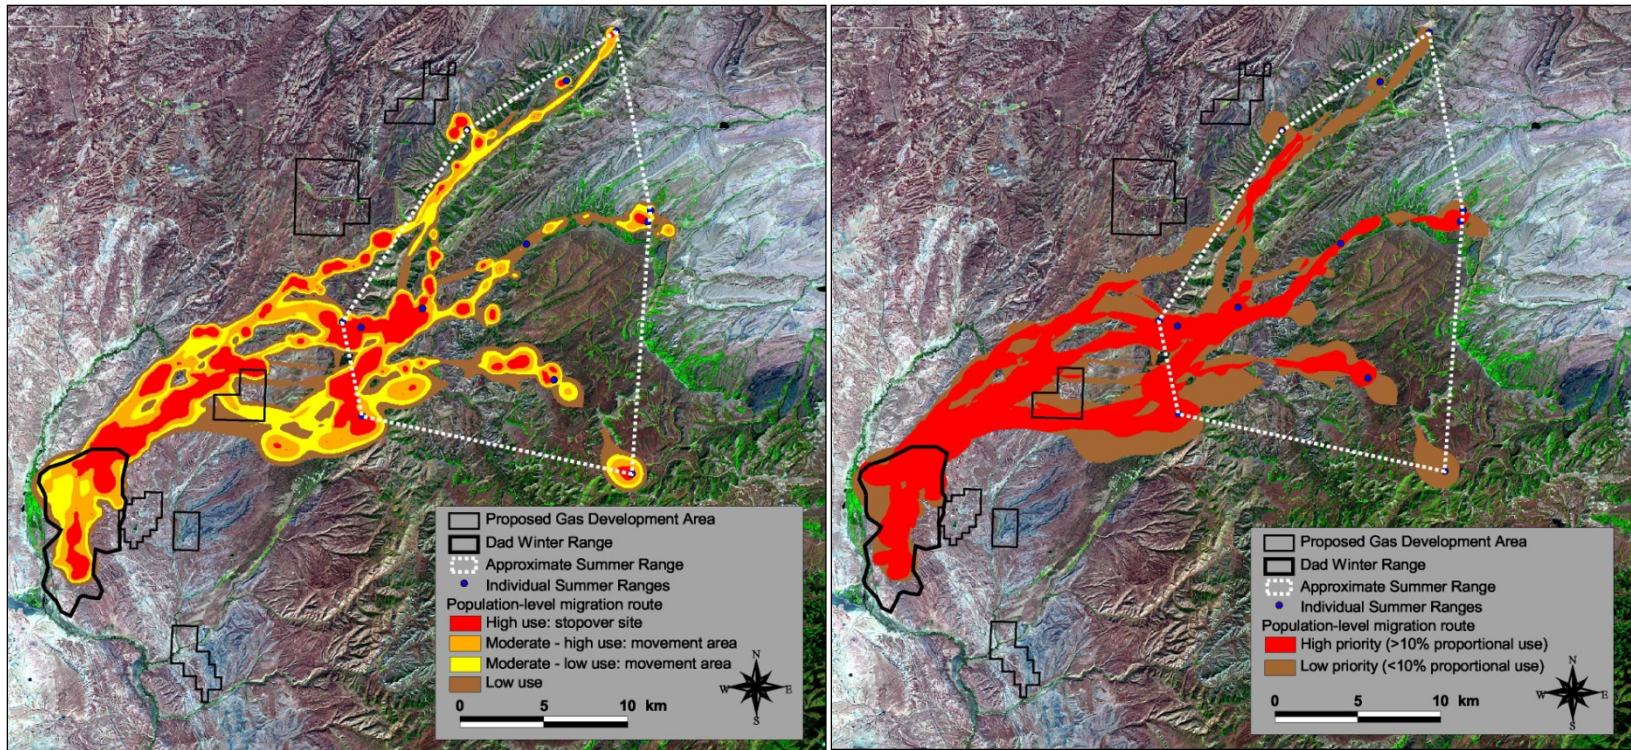 Proposed Gas Development Area
Dad Winter Range
Approximate Summer Range
Individual Summer Ranges
Population-level migration route
High use: stopover site
Moderate - high use: movement area
Moderate - low use: movement area
Low use
0 5 10 km
N
W E
S
Proposed Gas Development Area
Dad Winter Range
Approximate Summer Range
Individual Summer Ranges
Population-level migration route
High priority (>10% proportional use)
Low priority (<10% proportional use)
0 5 10 km
N
W E
S